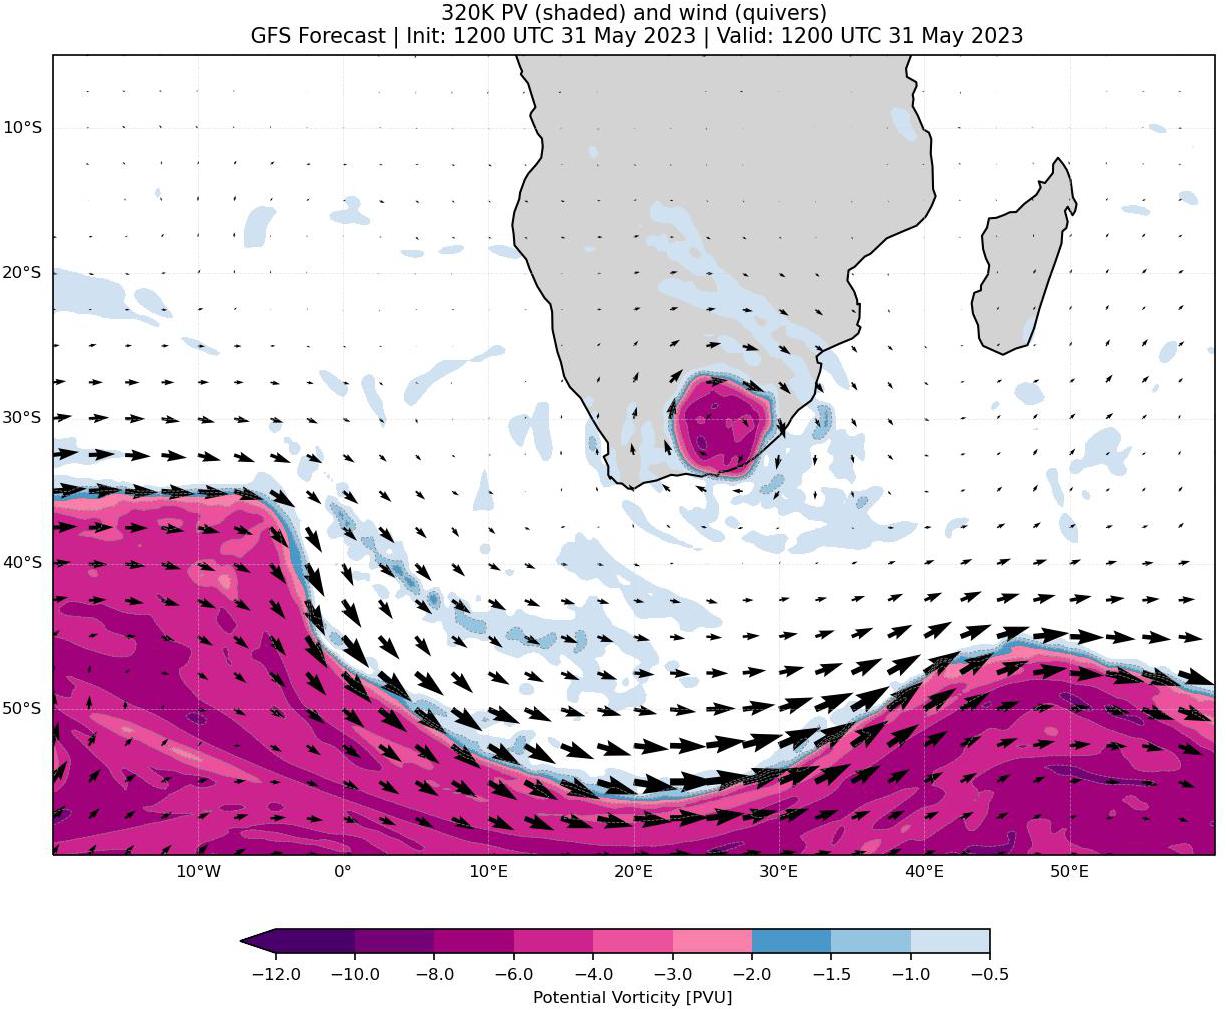 320K PV (shaded) and wind (quivers)
GFS Forecast | Init: 1200 UTC 31 May 2023 | Valid: 1200 UTC 31 May 2023
10°S
20°S
30°S
40°S
50°S
10°W 0° 10°E 20°E 30°E 40°E 50°E
−12.0 −10.0 −8.0 −6.0 −4.0 −3.0 −2.0 −1.5 −1.0 −0.5
Potential Vorticity [PVU]